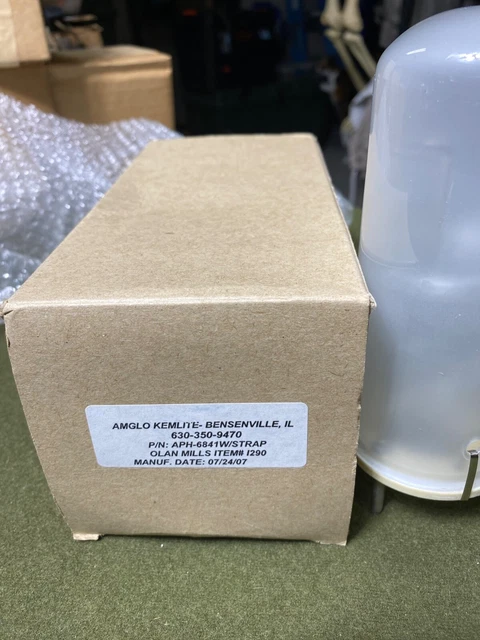 AMGLO KEMLITE- BENSENVILLE, IL
630-350-9470
P/N: APH-6841W/STRAP
OLAN MILLS ITEM# I290
MANUF. DATE: 07/24/07